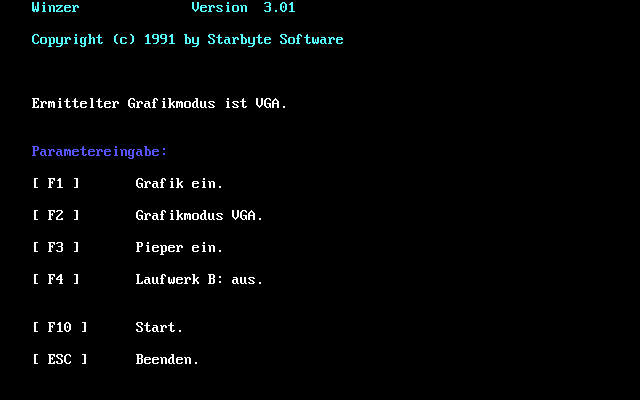 Winzer Version 3.01
Copyright (c) 1991 by Starbyte Software
Ermittelter Grafikmodus ist VGA.
Parametereingabe:
[ F1 ] Grafik ein.
[ F2 ] Grafikmodus VGA.
[ F3 ] Pieper ein.
[ F4 ] Laufwerk B: aus.
[ F10 ] Start.
[ ESC ] Beenden.